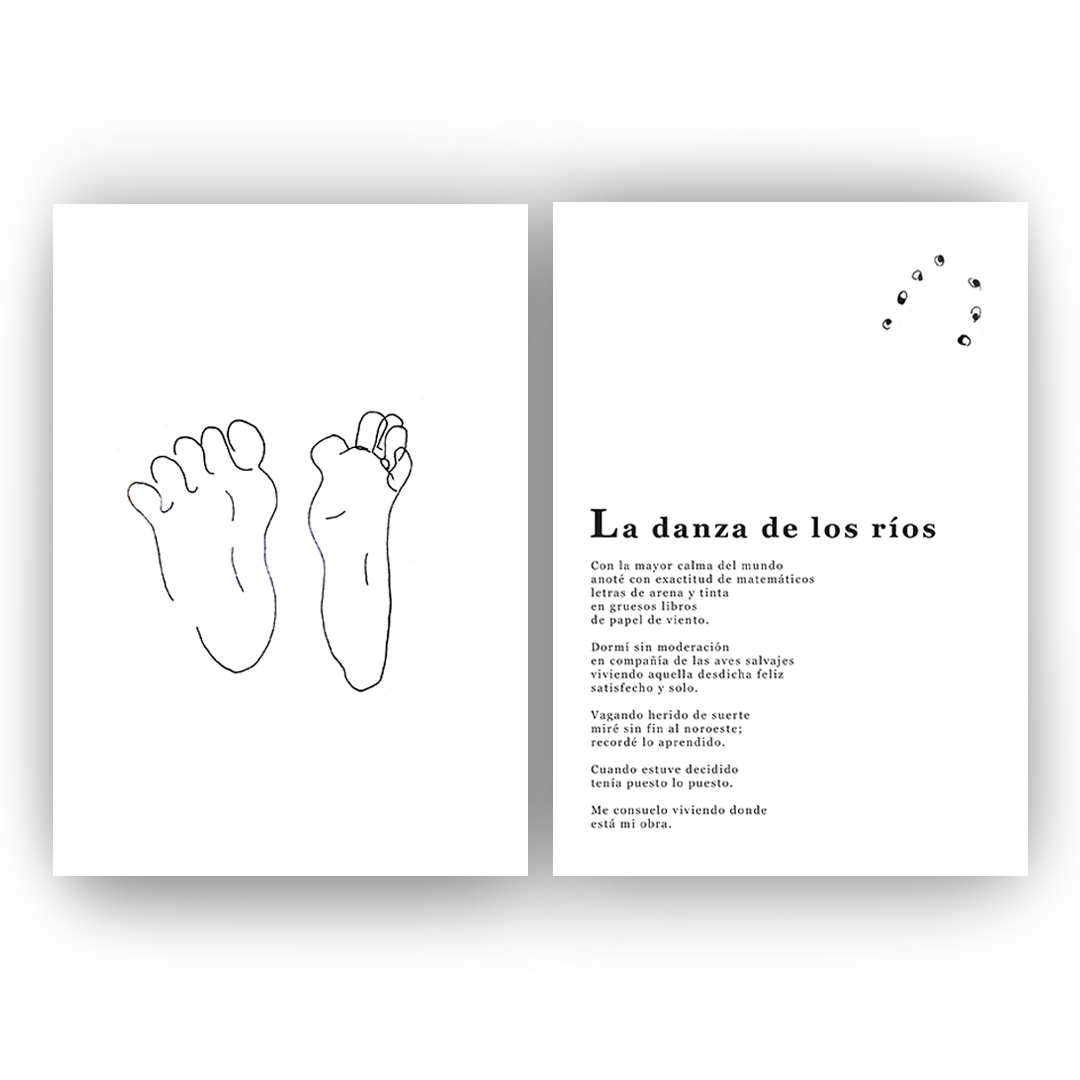 La danza de los ríos
Con la mayor calma del mundo
anoté con exactitud de matemáticos
letras de arena y tinta
en gruesos libros
de papel de viento.
Dormí sin moderación
en compañía de las aves salvajes
viviendo aquella desdicha feliz
satisfecho y solo.
Vagando herido de suerte
miré sin fin al noroeste;
recordé lo aprendido.
Cuando estuve decidido
tenía puesto lo puesto.
Me consuelo viviendo donde
está mi obra.